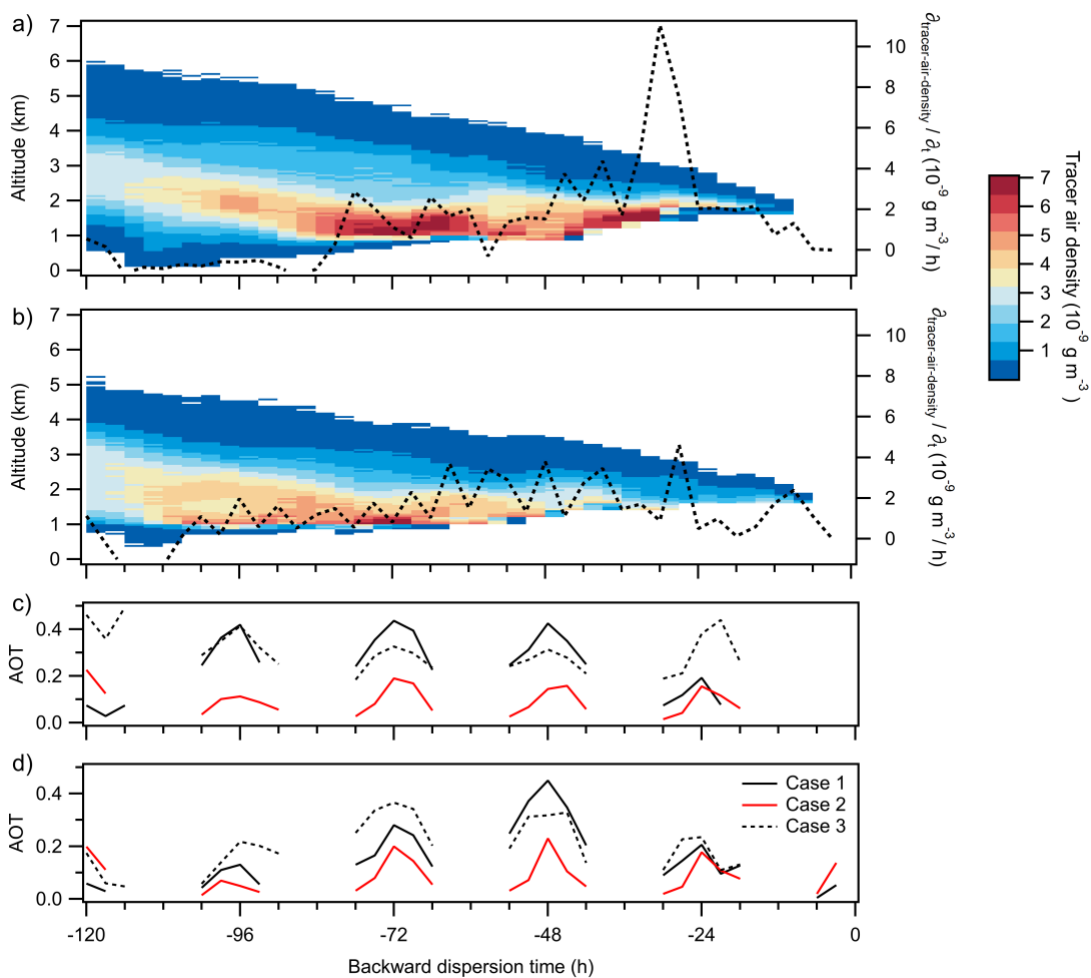 a)
7
6
5
4
3
2
1
0
Altitude (km)
10
8
6
4
2
0
∂tracer-air-density / ∂t (10⁻⁹ g m⁻³/h)
7
6
5
4
3
2
1
Tracer air density (10⁻⁹ g m⁻³)
b)
7
6
5
4
3
2
1
0
Altitude (km)
10
8
6
4
2
0
∂tracer-air-density / ∂t (10⁻⁹ g m⁻³/h)
c)
0.4
0.2
0.0
AOT
d)
0.4
0.2
0.0
AOT
Case 1
Case 2
Case 3
-120 -96 -72 -48 -24 0
Backward dispersion time (h)